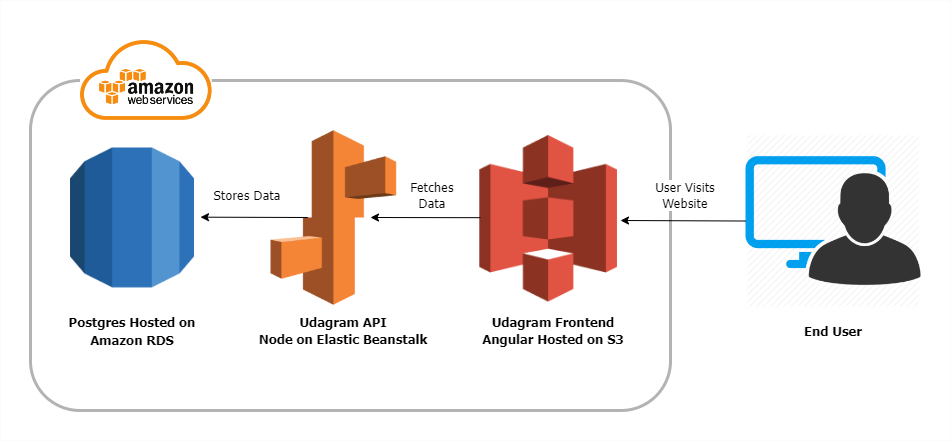 amazon
webservices
Stores Data
Fetches
Data
User Visits
Website
Postgres Hosted on
Amazon RDS
Udagram API
Node on Elastic Beanstalk
Udagram Frontend
Angular Hosted on S3
End User